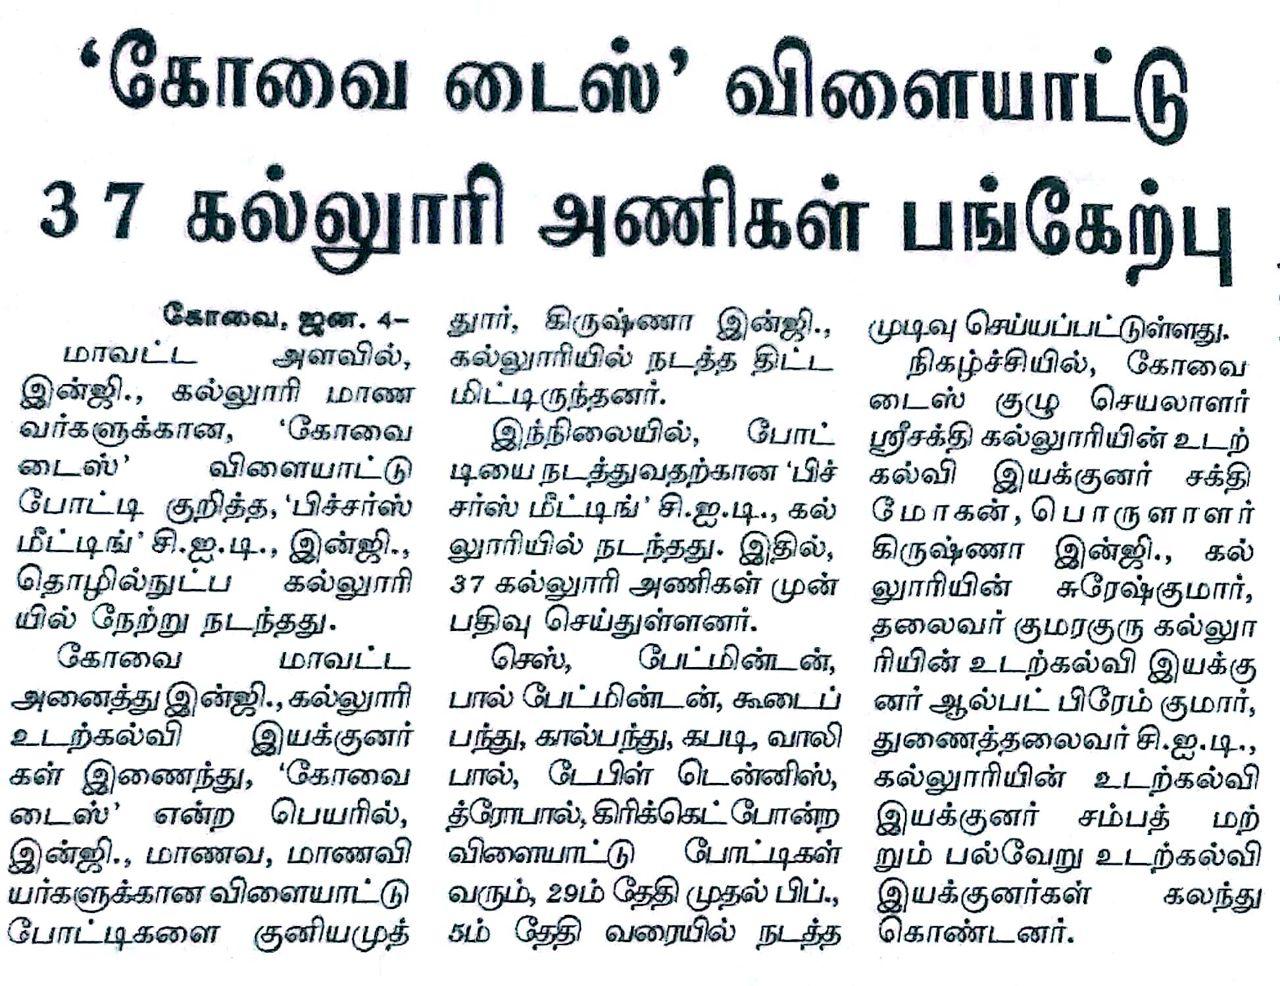 ‘கோவை டைஸ்’ விளையாட்டு
37 கல்லூரி அணிகள் பங்கேற்பு
கோவை, ஜன. 4–
மாவட்ட அளவில்,
இன்ஜி., கல்லூரி மாண
வர்களுக்கான, ‘கோவை
டைஸ்’ விளையாட்டு
போட்டி குறித்த, ‘பிச்சர்ஸ்
மீட்டிங்’ சி.ஐ.டி., இன்ஜி.,
தொழில்நுட்ப கல்லூரி
யில் நேற்று நடந்தது.
கோவை மாவட்ட
அனைத்து இன்ஜி., கல்லூரி
உடற்கல்வி இயக்குனர்
கள் இணைந்து, ‘கோவை
டைஸ்’ என்ற பெயரில்,
இன்ஜி., மாணவ, மாணவி
யர்களுக்கான விளையாட்டு
போட்டிகளை குனியமுத்
தூர், கிருஷ்ணா இன்ஜி.,
கல்லூரியில் நடத்த திட்ட
மிட்டிருந்தனர்.
இந்நிலையில், போட்
டியை நடத்துவதற்கான ‘பிச்
சர்ஸ் மீட்டிங்’ சி.ஐ.டி., கல்
லூரியில் நடந்தது. இதில்,
37 கல்லூரி அணிகள் முன்
பதிவு செய்துள்ளனர்.
செஸ், பேட்மின்டன்,
பால் பேட்மின்டன், கூடைப்
பந்து, கால்பந்து, கபடி, வாலி
பால், டேபிள் டென்னிஸ்,
த்ரோபால், கிரிக்கெட் போன்ற
விளையாட்டு போட்டிகள்
வரும், 29ம் தேதி முதல் பிப்.,
5ம் தேதி வரையில் நடத்த
முடிவு செய்யப்பட்டுள்ளது.
நிகழ்ச்சியில், கோவை
டைஸ் குழு செயலாளர்
ஸ்ரீசக்தி கல்லூரியின் உடற்
கல்வி இயக்குனர் சக்தி
மோகன், பொருளாளர்
கிருஷ்ணா இன்ஜி., கல்
லூரியின் சுரேஷ்குமார்,
தலைவர் குமரகுரு கல்லூ
ரியின் உடற்கல்வி இயக்கு
னர் ஆல்பட் பிரேம் குமார்,
துணைத்தலைவர் சி.ஐ.டி.,
கல்லூரியின் உடற்கல்வி
இயக்குனர் சம்பத் மற்
றும் பல்வேறு உடற்கல்வி
இயக்குனர்கள் கலந்து
கொண்டனர்.